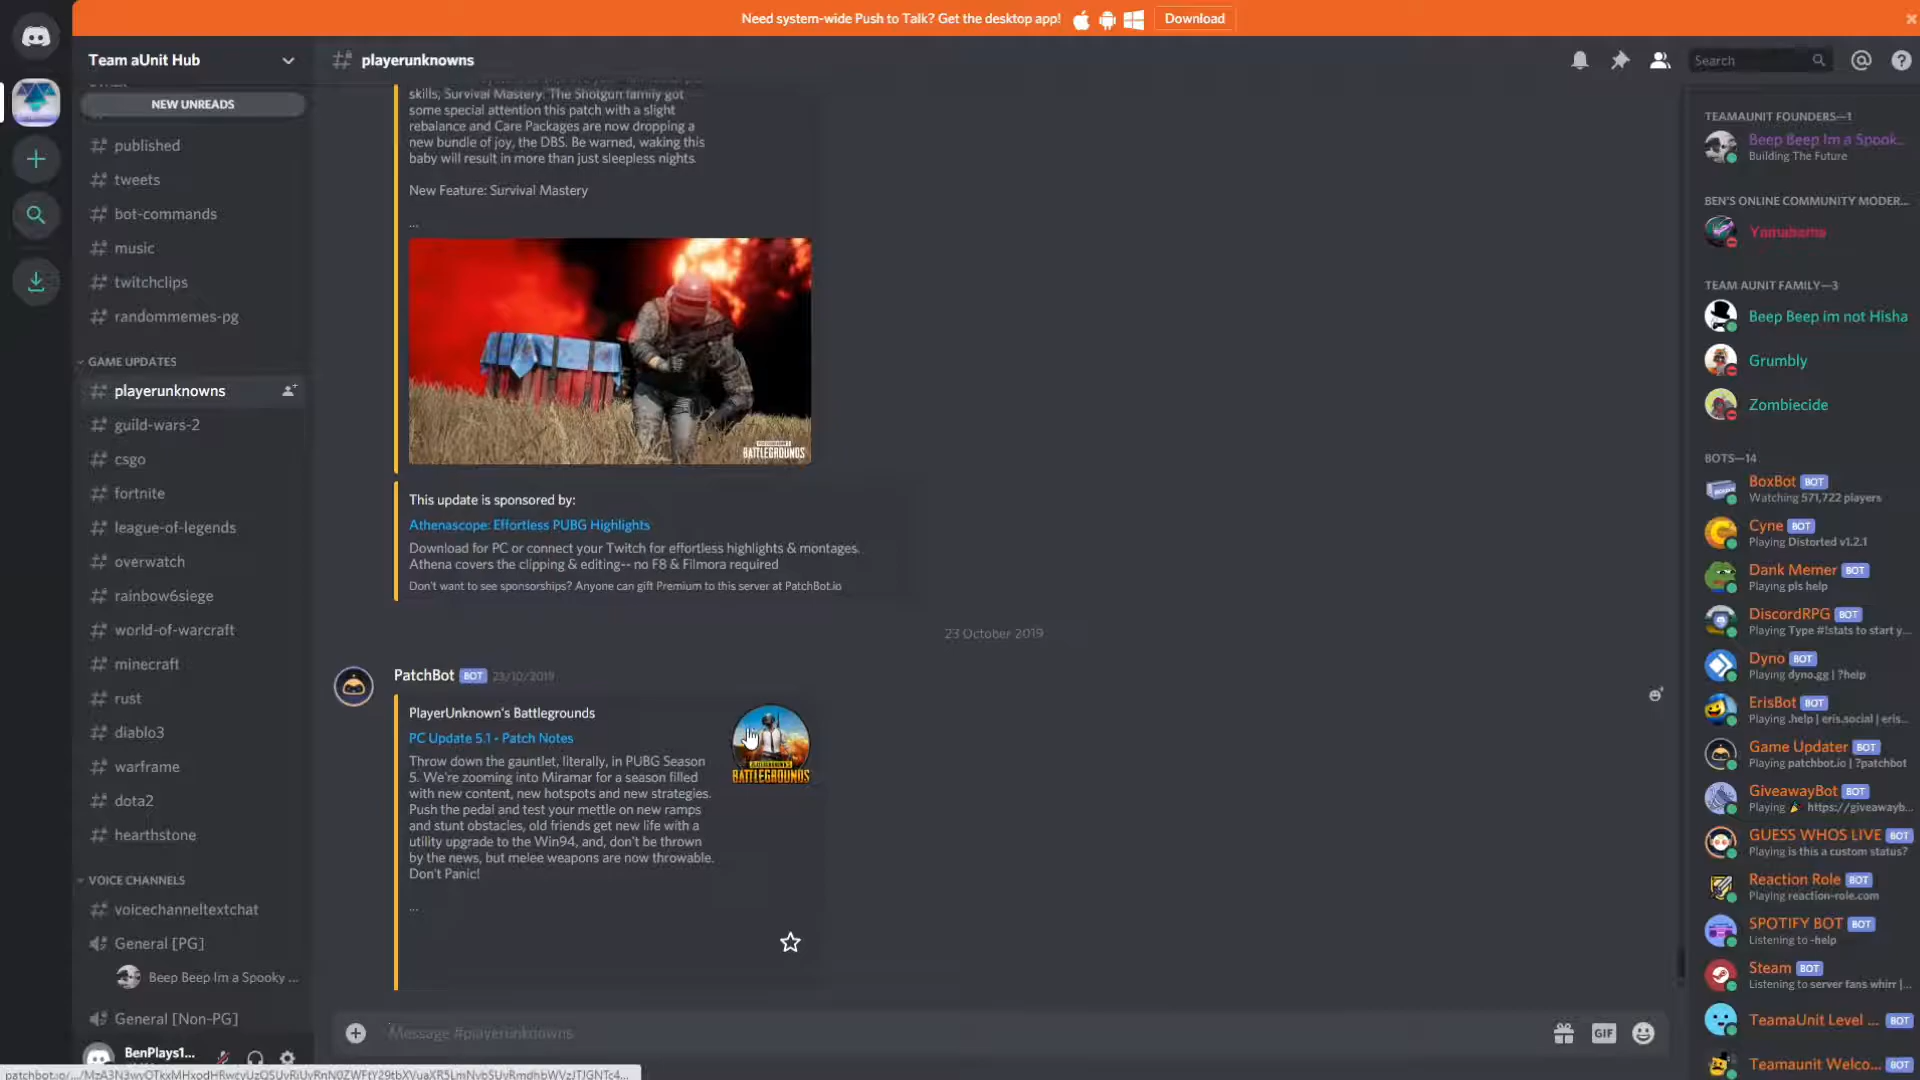 Need system-wide Push to Talk? Get the desktop app!
Download
Team aUnit Hub
NEW UNREADS
published
tweets
bot-commands
music
twitchclips
randommemes-pg
GAME UPDATES
playerunknowns
guild-wars-2
csgo
fortnite
league-of-legends
overwatch
rainbow6siege
world-of-warcraft
minecraft
rust
diablo3
warframe
dota2
hearthstone
VOICE CHANNELS
voicechanneltextchat
General [PG]
Beep Beep Im a Spooky ...
General [Non-PG]
BenPlays1...
playerunknowns
Search
skills, Survival Mastery. The Shotgun family got
some special attention this patch with a slight
rebalance and Care Packages are now dropping a
new bundle of joy, the DBS. Be warned, waking this
baby will result in more than just sleepless nights.
New Feature: Survival Mastery
...
BATTLEGROUNDS
This update is sponsored by:
Athenascope: Effortless PUBG Highlights
Download for PC or connect your Twitch for effortless highlights & montages.
Athena covers the clipping & editing-- no F8 & Filmora required
Don't want to see sponsorships? Anyone can gift Premium to this server at PatchBot.io
23 October 2019
PatchBot BOT 23/10/2019
PlayerUnknown's Battlegrounds
PC Update 5.1 - Patch Notes
Throw down the gauntlet, literally, in PUBG Season
5. We're zooming into Miramar for a season filled
with new content, new hotspots and new strategies.
Push the pedal and test your mettle on new ramps
and stunt obstacles, old friends get new life with a
utility upgrade to the Win94, and, don't be thrown
by the news, but melee weapons are now throwable.
Don't Panic!
...
BATTLEGROUNDS
Message #playerunknowns
GIF
TEAMAUNIT FOUNDERS—1
Beep Beep Im a Spook...
Building The Future
BEN'S ONLINE COMMUNITY MODER...
Yamabama
TEAM AUNIT FAMILY—3
Beep Beep im not Hisha
Grumbly
Zombiecide
BOTS—14
BoxBot BOT
Watching 571,722 players
Cyne BOT
Playing Distorted v1.2.1
Dank Memer BOT
Playing pls help
DiscordRPG BOT
Playing Type #!stats to start y...
Dyno BOT
Playing dyno.gg | ?help
ErisBot BOT
Playing .help | eris.social | eris...
Game Updater BOT
Playing patchbot.io | ?patchbot
GiveawayBot BOT
Playing 🎉 https://giveawayb...
GUESS WHOS LIVE BOT
Playing is this a custom status?
Reaction Role BOT
Playing reaction-role.com
SPOTIFY BOT BOT
Listening to -help
Steam BOT
Listening to server fans whirr |...
TeamaUnit Level ... BOT
Teamaunit Welco... BOT